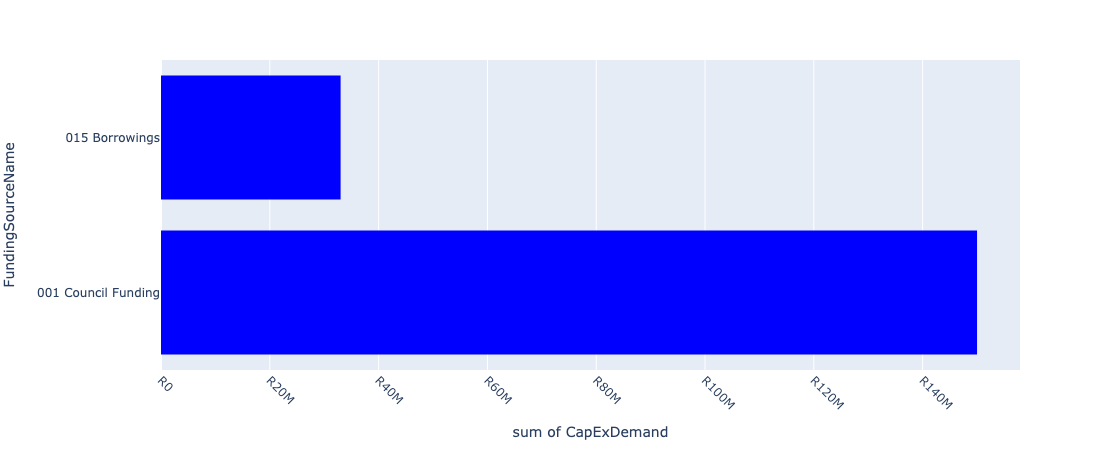 FundingSourceName
015 Borrowings
001 Council Funding
R0
R20M
R40M
R60M
R80M
R100M
R120M
R140M
sum of CapExDemand